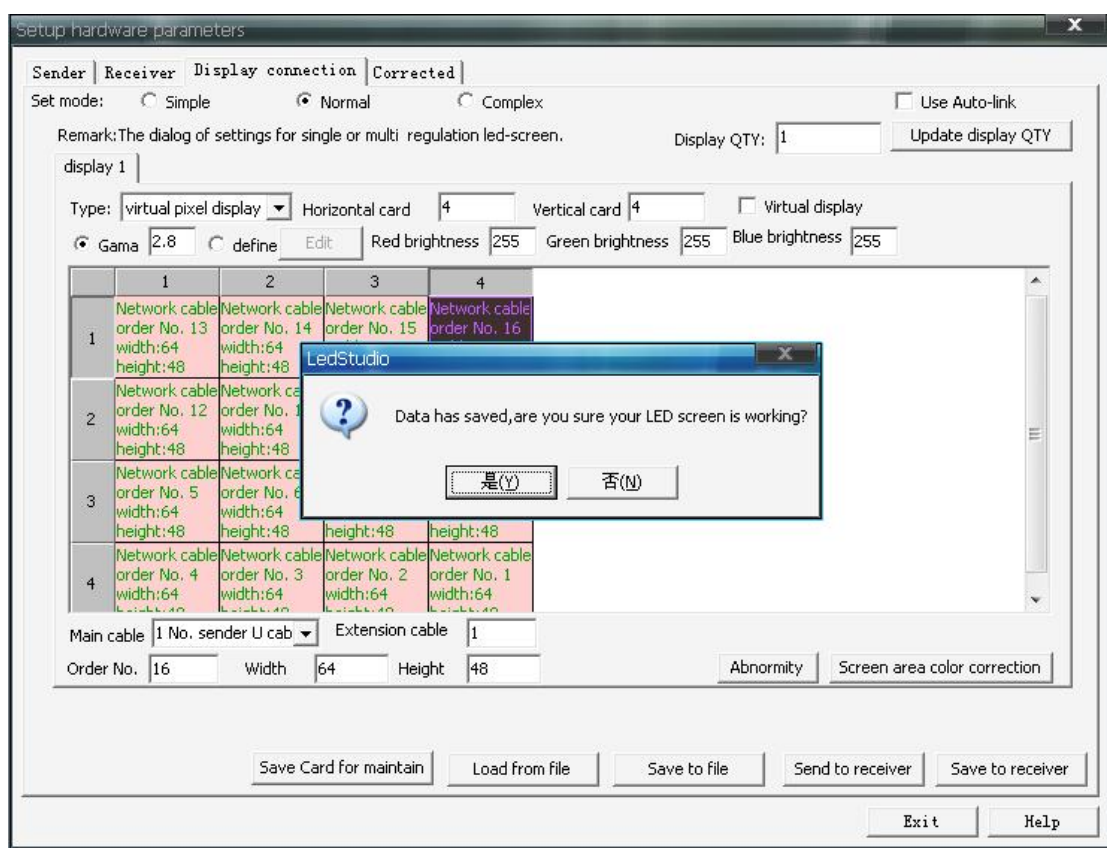 Setup hardware parameters
X
Sender Receiver Display connection Corrected
Set mode: Simple Normal Complex Use Auto-link
Remark:The dialog of settings for single or multi regulation led-screen. Display QTY: 1 Update display QTY
display 1
Type: virtual pixel display Horizontal card 4 Vertical card 4 Virtual display
Gama 2.8 define Edit Red brightness 255 Green brightness 255 Blue brightness 255
1 2 3 4
Network cable Network cable Network cable Network cable
1 order No. 13 order No. 14 order No. 15 order No. 16
width:64 width:64
height:48 height:48
LedStudio X
Data has saved,are you sure your LED screen is working?
是(Y) 否(N)
Network cable
2 order No. 12
width:64 width:64
height:48 height:48
Network cable
3 order No. 5 order No.
width:64 width:64
height:48 height:48 height:48 height:48
Network cable Network cable Network cable Network cable
4 order No. 4 order No. 3 order No. 2 order No. 1
width:64 width:64 width:64 width:64
Main cable 1 No. sender U cab Extension cable 1
Order No. 16 Width 64 Height 48 Abnormity Screen area color correction
Save Card for maintain Load from file Save to file Send to receiver Save to receiver
Exit Help